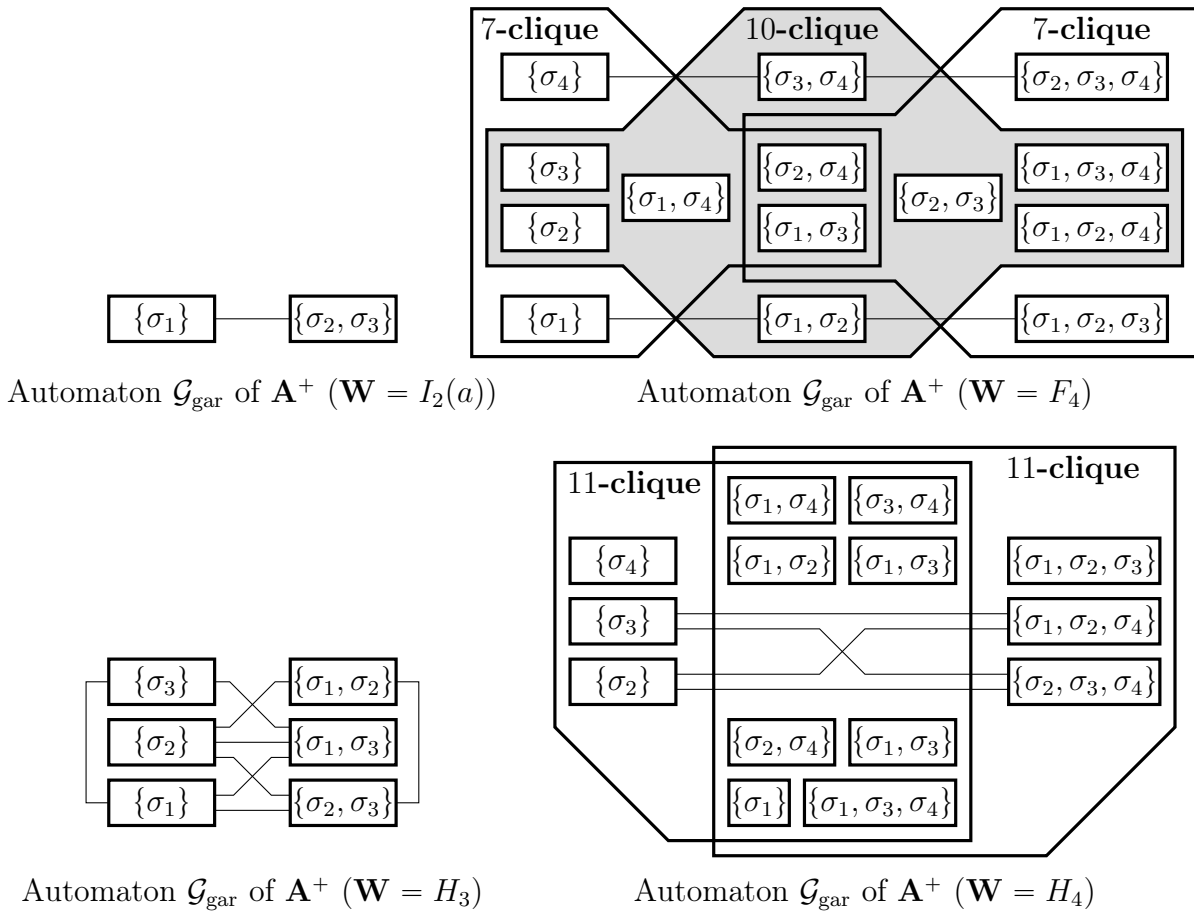 7-clique 10-clique 7-clique
{σ₄} {σ₃, σ₄} {σ₂, σ₃, σ₄}
{σ₃} {σ₂, σ₄} {σ₁, σ₃, σ₄}
{σ₁, σ₄} {σ₂, σ₃}
{σ₂} {σ₁, σ₃} {σ₁, σ₂, σ₄}
{σ₁} {σ₂, σ₃} {σ₁} {σ₁, σ₂} {σ₁, σ₂, σ₃}
Automaton 𝒢gar of 𝐀⁺ (𝐖 = I₂(a)) Automaton 𝒢gar of 𝐀⁺ (𝐖 = F₄)
11-clique 11-clique
{σ₁, σ₄} {σ₃, σ₄}
{σ₄} {σ₁, σ₂} {σ₁, σ₃} {σ₁, σ₂, σ₃}
{σ₃} {σ₁, σ₂, σ₄}
{σ₃} {σ₁, σ₂} {σ₂} {σ₂, σ₃, σ₄}
{σ₂} {σ₁, σ₃} {σ₂, σ₄} {σ₁, σ₃}
{σ₁} {σ₂, σ₃} {σ₁} {σ₁, σ₃, σ₄}
Automaton 𝒢gar of 𝐀⁺ (𝐖 = H₃) Automaton 𝒢gar of 𝐀⁺ (𝐖 = H₄)